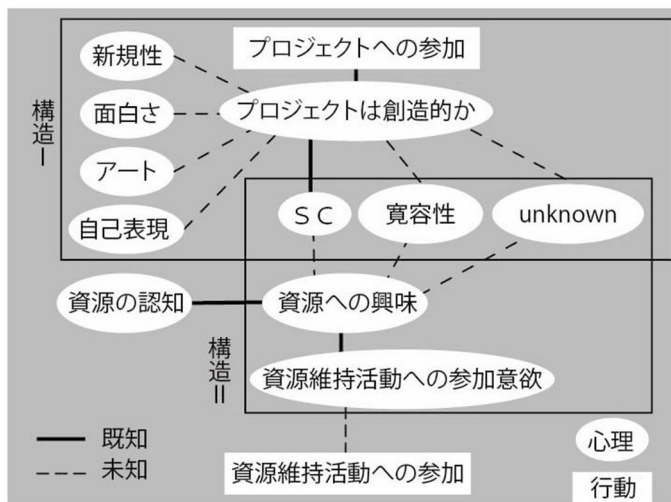 プロジェクトへの参加
新規性
プロジェクトは創造的か
面白さ
アート
自己表現
構造Ⅰ
ＳＣ
寛容性
unknown
資源の認知
資源への興味
構造Ⅱ
資源維持活動への参加意欲
既知
未知
心理
資源維持活動への参加
行動